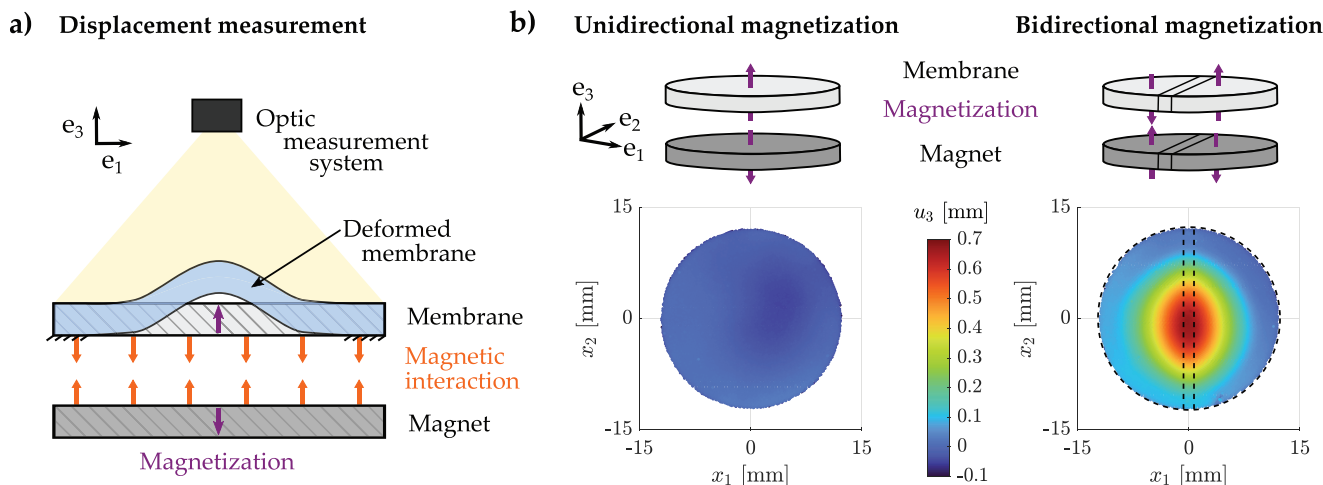 a) Displacement measurement
e₃
e₁
Optic
measurement
system
Deformed
membrane
Membrane
Magnetic
interaction
Magnet
Magnetization
b) Unidirectional magnetization
Bidirectional magnetization
Membrane
Magnetization
Magnet
e₃
e₂
e₁
15
0
-15
x₂ [mm]
-15
0
15
x₁ [mm]
u₃ [mm]
0.7
0.6
0.5
0.4
0.3
0.2
0.1
0
-0.1
15
0
-15
x₂ [mm]
-15
0
15
x₁ [mm]